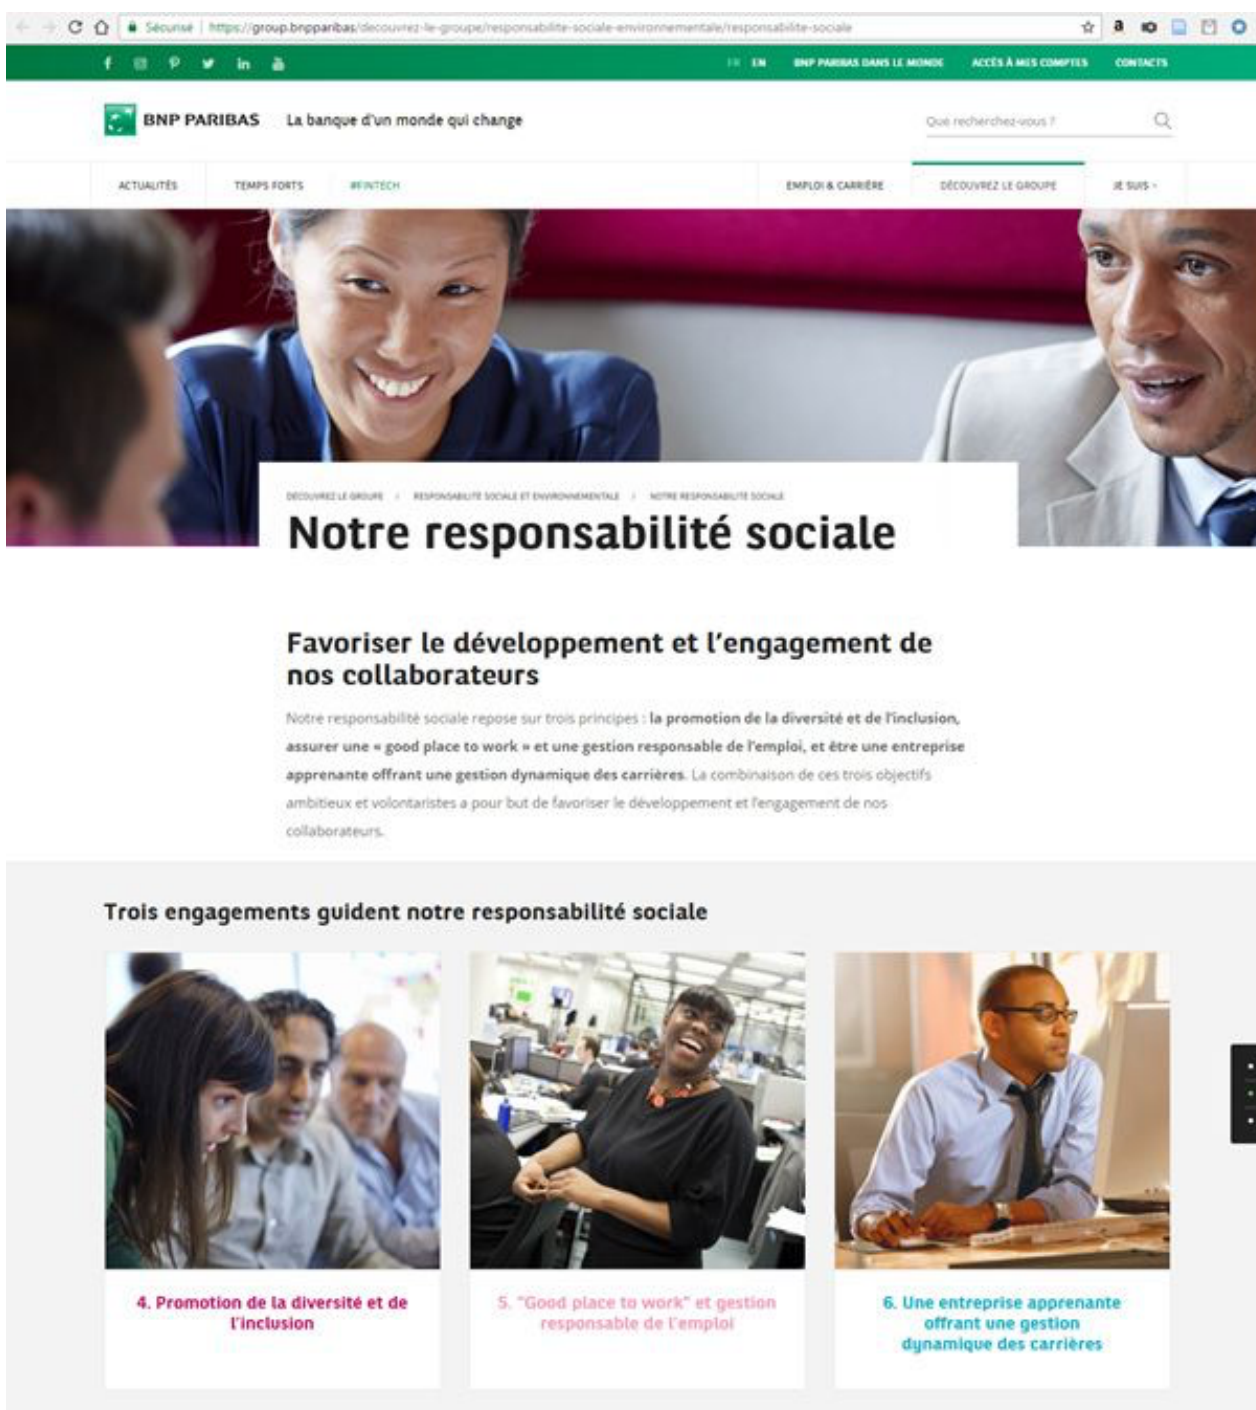 Sécurisé | https://group.bnpparibas/decouvrez-le-groupe/responsabilite-sociale-environnementale/responsabilite-sociale
FR EN BNP PARIBAS DANS LE MONDE ACCÈS À MES COMPTES CONTACTS
BNP PARIBAS La banque d'un monde qui change
Que recherchez-vous ?
ACTUALITÉS TEMPS FORTS #FINTECH EMPLOI & CARRIÈRE DÉCOUVREZ LE GROUPE JE SUIS
DÉCOUVREZ LE GROUPE / RESPONSABILITÉ SOCIALE ET ENVIRONNEMENTALE / NOTRE RESPONSABILITÉ SOCIALE
Notre responsabilité sociale
Favoriser le développement et l'engagement de
nos collaborateurs
Notre responsabilité sociale repose sur trois principes : la promotion de la diversité et de l'inclusion,
assurer une « good place to work » et une gestion responsable de l'emploi, et être une entreprise
apprenante offrant une gestion dynamique des carrières. La combinaison de ces trois objectifs
ambitieux et volontaristes a pour but de favoriser le développement et l'engagement de nos
collaborateurs.
Trois engagements guident notre responsabilité sociale
4. Promotion de la diversité et de
l'inclusion
5. "Good place to work" et gestion
responsable de l'emploi
6. Une entreprise apprenante
offrant une gestion
dynamique des carrières